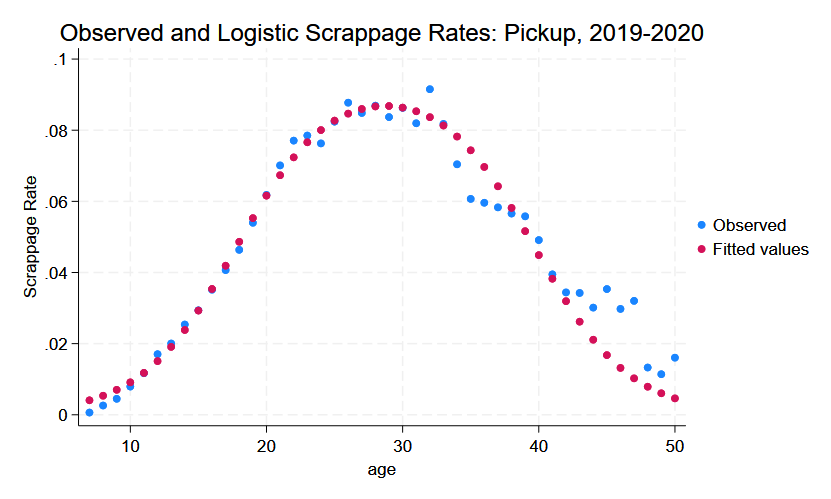 Observed and Logistic Scrappage Rates: Pickup, 2019-2020
.1
.08
.06
.04
.02
0
Scrappage Rate
10 20 30 40 50
age
Observed
Fitted values